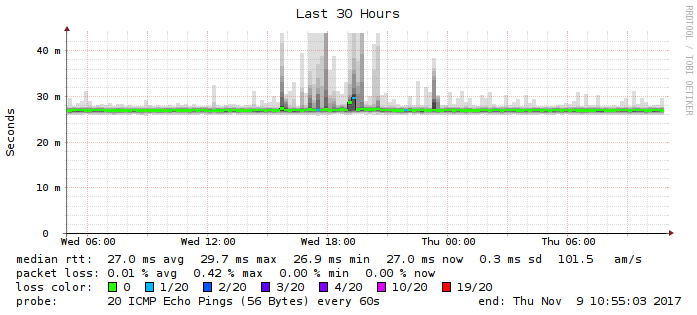 Last 30 Hours
RRDTOOL / TOBI OETIKER
Seconds
40 m
30 m
20 m
10 m
0
Wed 06:00 Wed 12:00 Wed 18:00 Thu 00:00 Thu 06:00
median rtt: 27.0 ms avg 29.7 ms max 26.9 ms min 27.0 ms now 0.3 ms sd 101.5 am/s
packet loss: 0.01 % avg 0.42 % max 0.00 % min 0.00 % now
loss color: 0 1/20 2/20 3/20 4/20 10/20 19/20
probe: 20 ICMP Echo Pings (56 Bytes) every 60s end: Thu Nov 9 10:55:03 2017